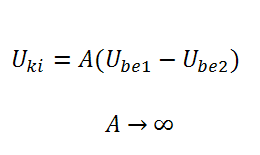 U_ki = A(U_be1 − U_be2)
A → ∞